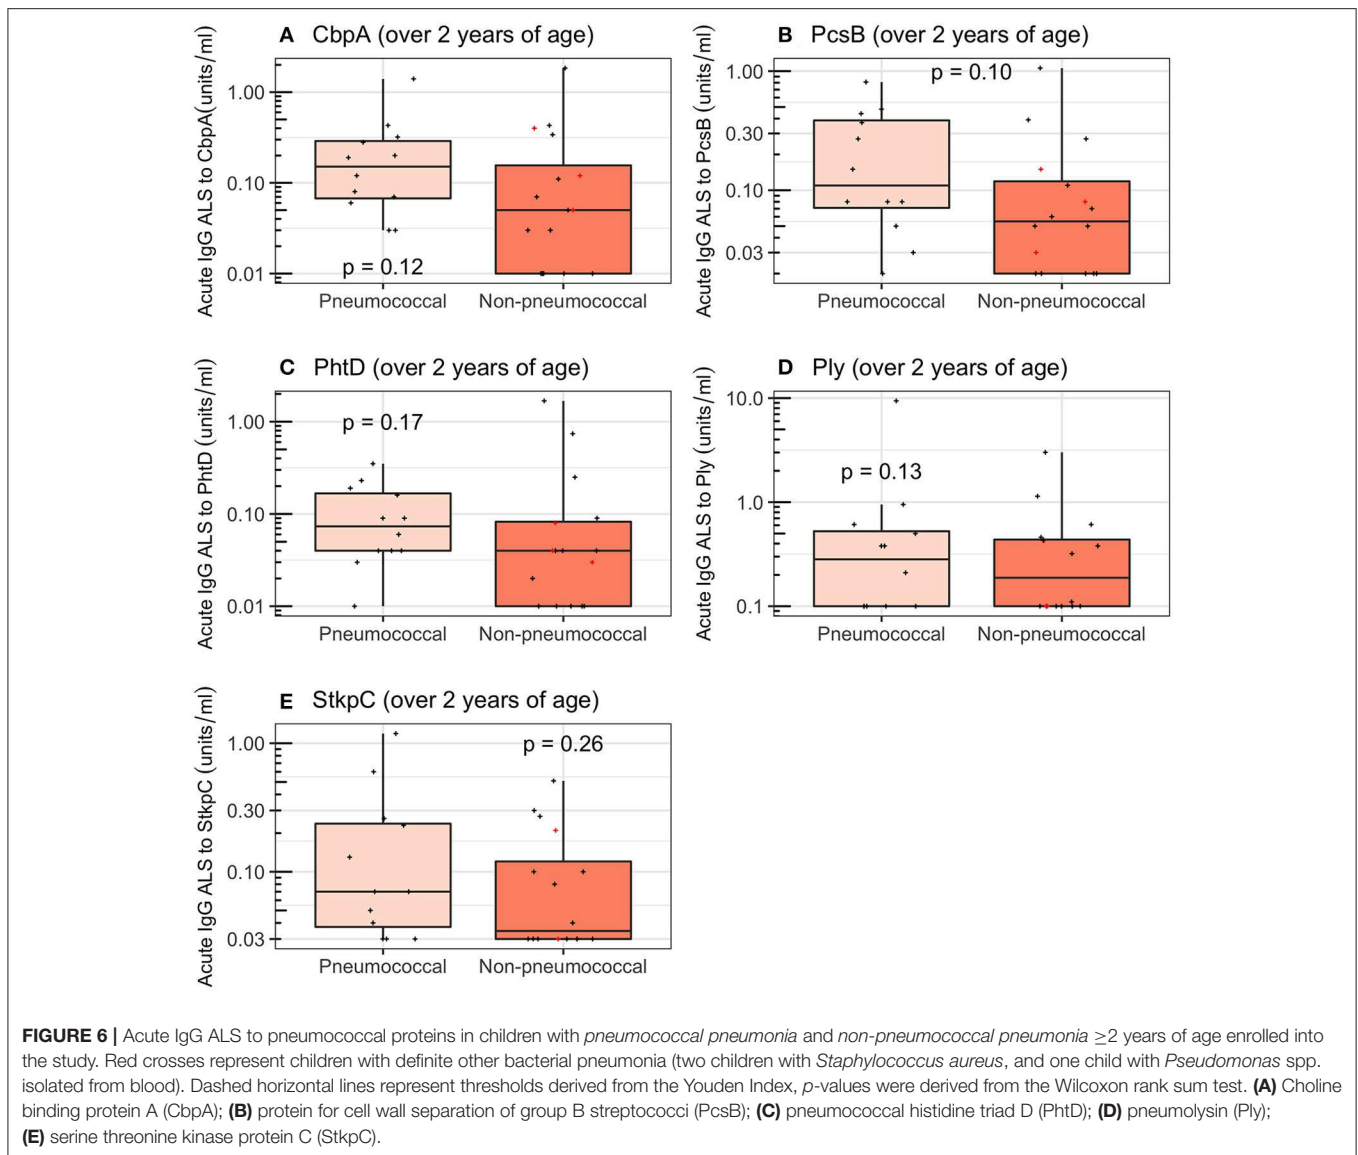 A CbpA (over 2 years of age)
Acute IgG ALS to CbpA(units/ml)
1.00
0.10
0.01
p = 0.12
Pneumococcal Non-pneumococcal
B PcsB (over 2 years of age)
Acute IgG ALS to PcsB (units/ml)
1.00
0.30
0.10
0.03
p = 0.10
Pneumococcal Non-pneumococcal
C PhtD (over 2 years of age)
Acute IgG ALS to PhtD (units/ml)
1.00
0.10
0.01
p = 0.17
Pneumococcal Non-pneumococcal
D Ply (over 2 years of age)
Acute IgG ALS to Ply (units/ml)
10.0
1.0
0.1
p = 0.13
Pneumococcal Non-pneumococcal
E StkpC (over 2 years of age)
Acute IgG ALS to StkpC (units/ml)
1.00
0.30
0.10
0.03
p = 0.26
Pneumococcal Non-pneumococcal
FIGURE 6 | Acute IgG ALS to pneumococcal proteins in children with pneumococcal pneumonia and non-pneumococcal pneumonia ≥2 years of age enrolled into
the study. Red crosses represent children with definite other bacterial pneumonia (two children with Staphylococcus aureus, and one child with Pseudomonas spp.
isolated from blood). Dashed horizontal lines represent thresholds derived from the Youden Index, p-values were derived from the Wilcoxon rank sum test. (A) Choline
binding protein A (CbpA); (B) protein for cell wall separation of group B streptococci (PcsB); (C) pneumococcal histidine triad D (PhtD); (D) pneumolysin (Ply);
(E) serine threonine kinase protein C (StkpC).